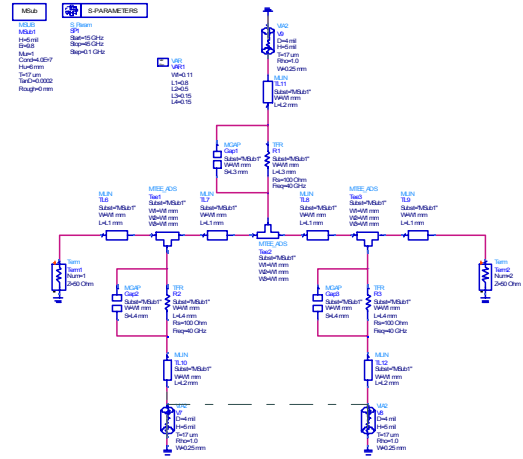 MSub
S-PARAMETERS
MSUB
MSub1
H=5 mil
Er=9.8
Mur=1
Cond=4.0E+7
Hu=6 mm
T=17 um
TanD=0.0002
Rough=0 mm
S_Param
SP1
Start=15 GHz
Stop=45 GHz
Step=0.1 GHz
VAR
VAR1
W1=0.11
L1=0.8
L2=0.5
L3=0.15
L4=0.15
VIA2
V9
D=4 mil
H=5 mil
T=17 um
Rho=1.0
W=0.25 mm
MLIN
TL11
Subst="MSub1"
W=W1 mm
L=L2 mm
MGAP
Gap1
Subst="MSub1"
W=W1 mm
S=L3 mm
TFR
R1
Subst="MSub1"
W=W1 mm
L=L3 mm
Rs=100 Ohm
Freq=40 GHz
MLIN
TL6
Subst="MSub1"
W=W1 mm
L=L1 mm
MTEE_ADS
Tee1
Subst="MSub1"
W1=W1 mm
W2=W1 mm
W3=W1 mm
MLIN
TL7
Subst="MSub1"
W=W1 mm
L=L1 mm
MTEE_ADS
Tee2
Subst="MSub1"
W1=W1 mm
W2=W1 mm
W3=W1 mm
MLIN
TL8
Subst="MSub1"
W=W1 mm
L=L1 mm
MTEE_ADS
Tee3
Subst="MSub1"
W1=W1 mm
W2=W1 mm
W3=W1 mm
MLIN
TL9
Subst="MSub1"
W=W1 mm
L=L1 mm
Term
Term1
Num=1
Z=50 Ohm
MGAP
Gap2
Subst="MSub1"
W=W1 mm
S=L4 mm
TFR
R2
Subst="MSub1"
W=W1 mm
L=L4 mm
Rs=100 Ohm
Freq=40 GHz
MGAP
Gap3
Subst="MSub1"
W=W1 mm
S=L4 mm
TFR
R3
Subst="MSub1"
W=W1 mm
L=L4 mm
Rs=100 Ohm
Freq=40 GHz
Term
Term2
Num=2
Z=50 Ohm
MLIN
TL10
Subst="MSub1"
W=W1 mm
L=L2 mm
MLIN
TL12
Subst="MSub1"
W=W1 mm
L=L2 mm
VIA2
V7
D=4 mil
H=5 mil
T=17 um
Rho=1.0
W=0.25 mm
VIA2
V8
D=4 mil
H=5 mil
T=17 um
Rho=1.0
W=0.25 mm